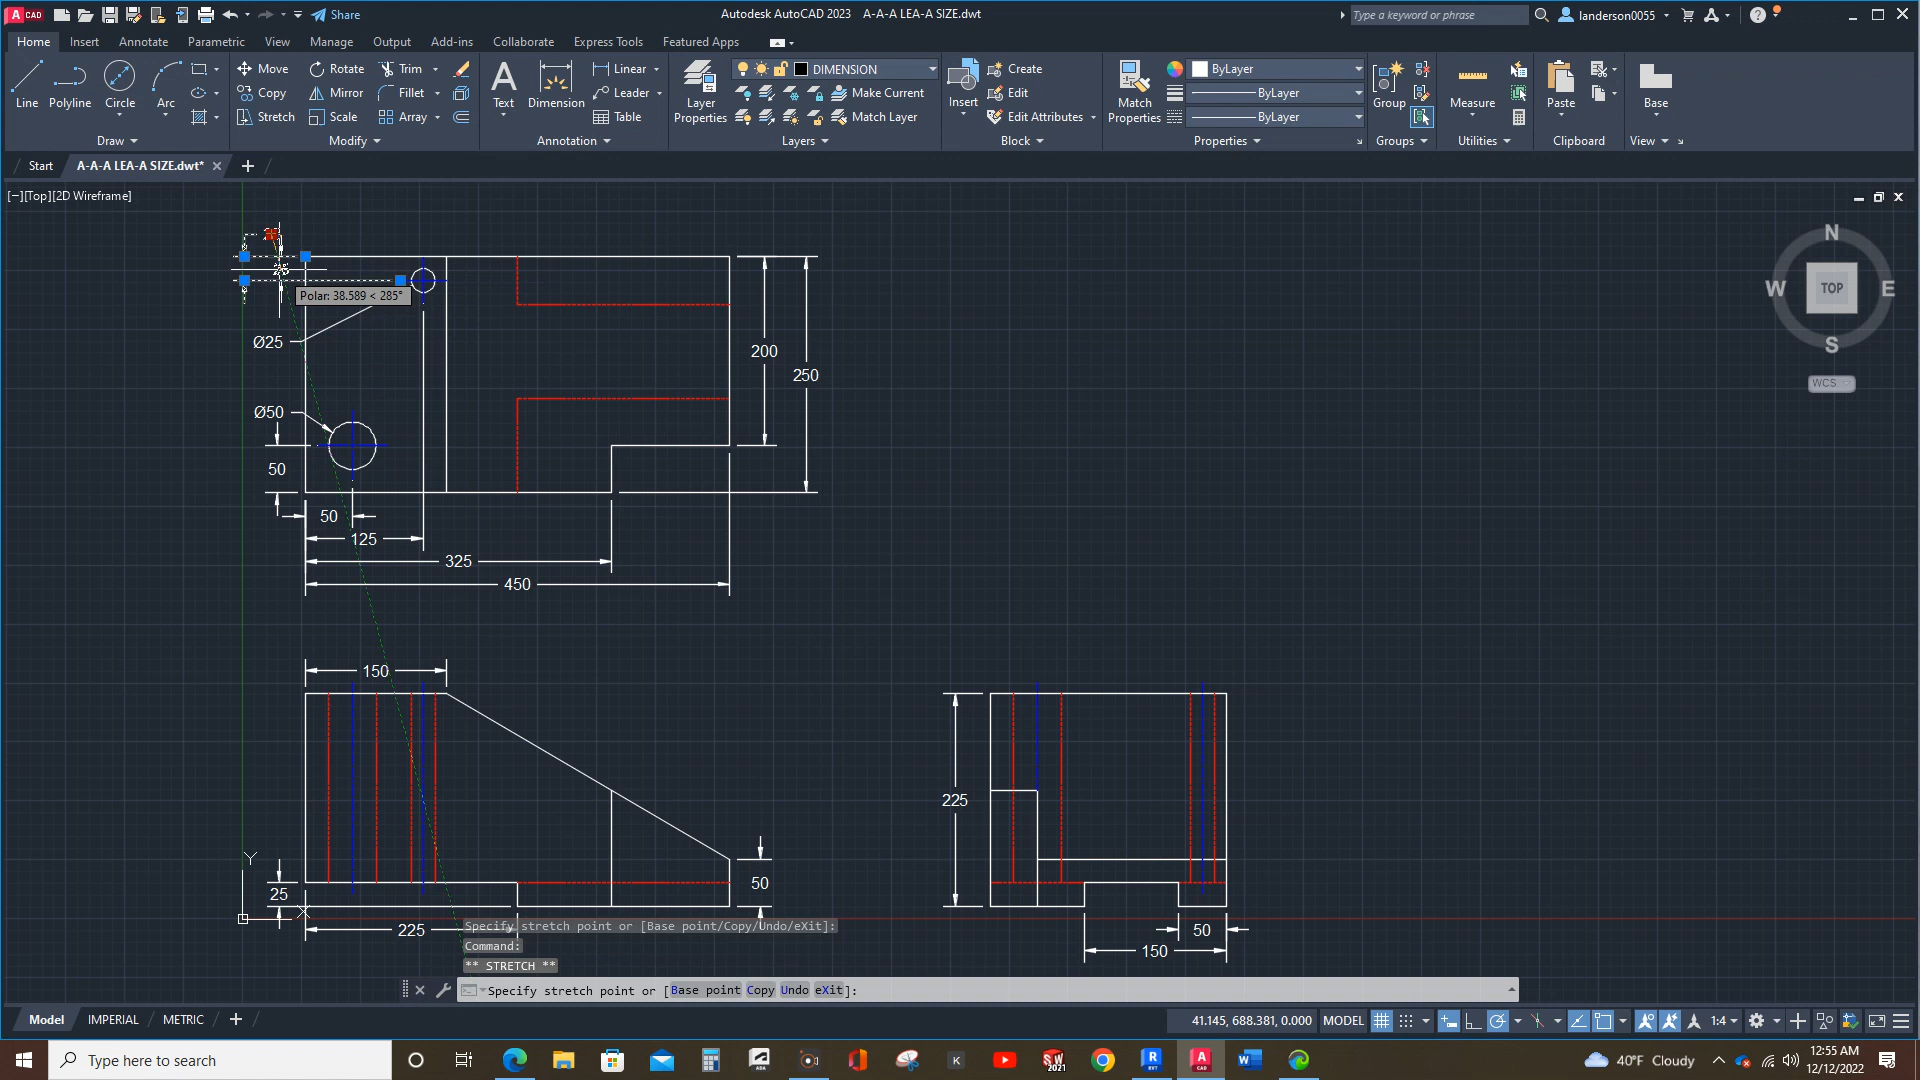 CAD
Share
Autodesk AutoCAD 2023
A-A-A LEA-A SIZE.dwt
Type a keyword or phrase
landerson0055
Home
Insert
Annotate
Parametric
View
Manage
Output
Add-ins
Collaborate
Express Tools
Featured Apps
Line
Polyline
Circle
Arc
Draw
Move
Rotate
Trim
Copy
Mirror
Fillet
Stretch
Scale
Array
Modify
Text
Dimension
Linear
Leader
Table
Annotation
Layer Properties
DIMENSION
Make Current
Match Layer
Layers
Insert
Create
Edit
Edit Attributes
Block
Match Properties
ByLayer
ByLayer
ByLayer
Properties
Group
Groups
Measure
Utilities
Paste
Clipboard
Base
View
Start
A-A-A LEA-A SIZE.dwt*
[−][Top][2D Wireframe]
N
W
TOP
E
S
WCS
Polar: 38.589 < 285°
Ø25
200
250
Ø50
50
50
125
325
450
150
225
Y
25
X
50
225
50
150
Specify stretch point or [Base point/Copy/Undo/eXit]:
Command:
** STRETCH **
Specify stretch point or [Base point Copy Undo eXit]:
Model
IMPERIAL
METRIC
41.145, 688.381, 0.000
MODEL
1:4
Type here to search
40°F Cloudy
12:55 AM
12/12/2022